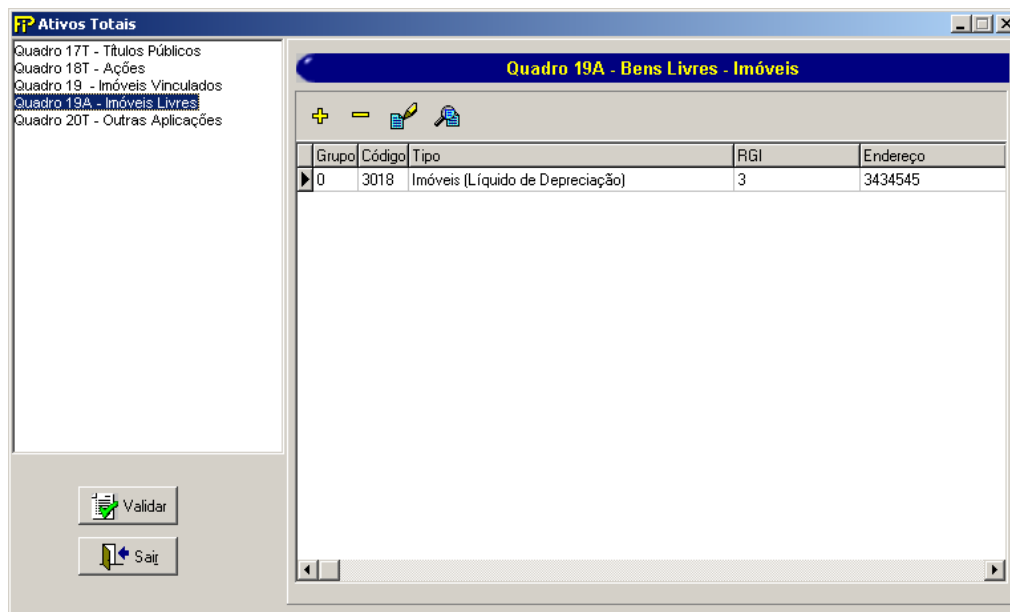 FiP Ativos Totais
Quadro 17T - Títulos Públicos
Quadro 18T - Ações
Quadro 19 - Imóveis Vinculados
Quadro 19A - Imóveis Livres
Quadro 20T - Outras Aplicações
Quadro 19A - Bens Livres - Imóveis
Grupo Código Tipo RGI Endereço
0 3018 Imóveis (Líquido de Depreciação) 3 3434545
Validar
Sair